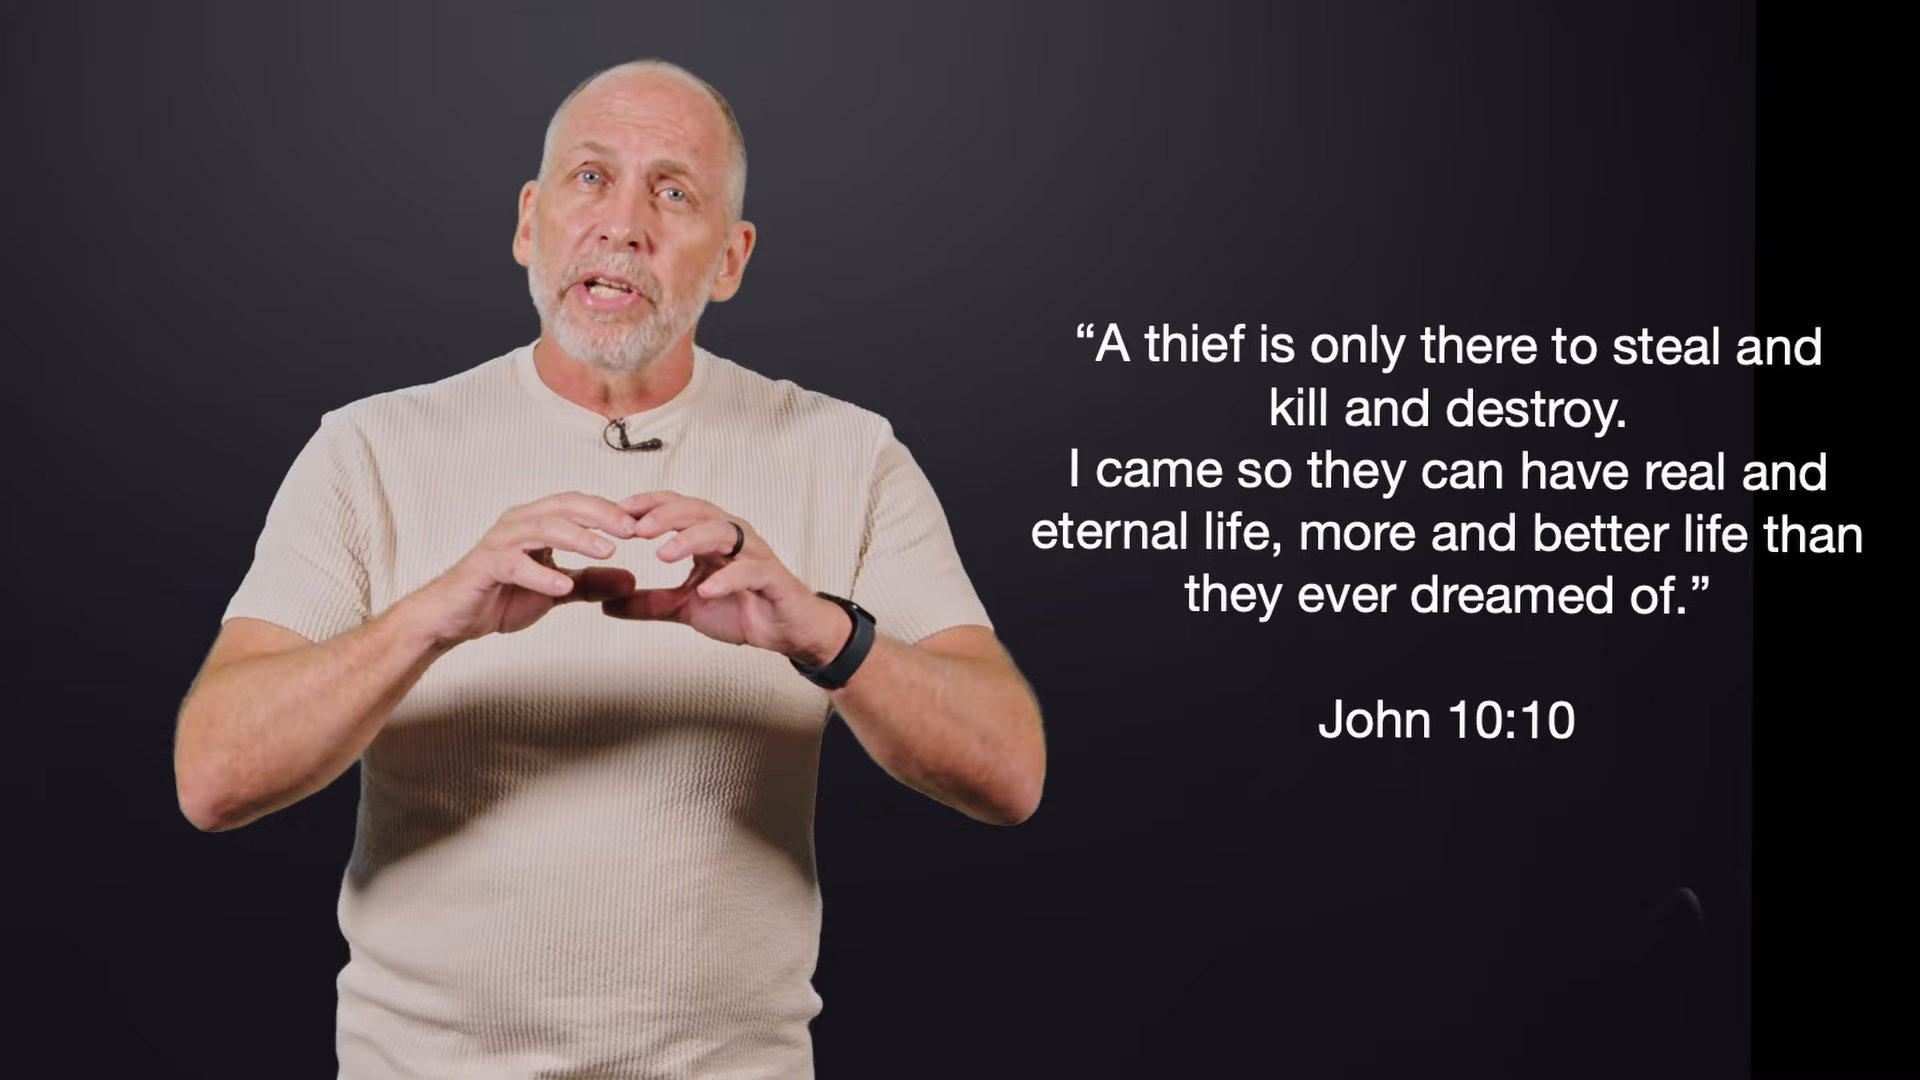 “A thief is only there to steal and
kill and destroy.
I came so they can have real and
eternal life, more and better life than
they ever dreamed of.”
John 10:10